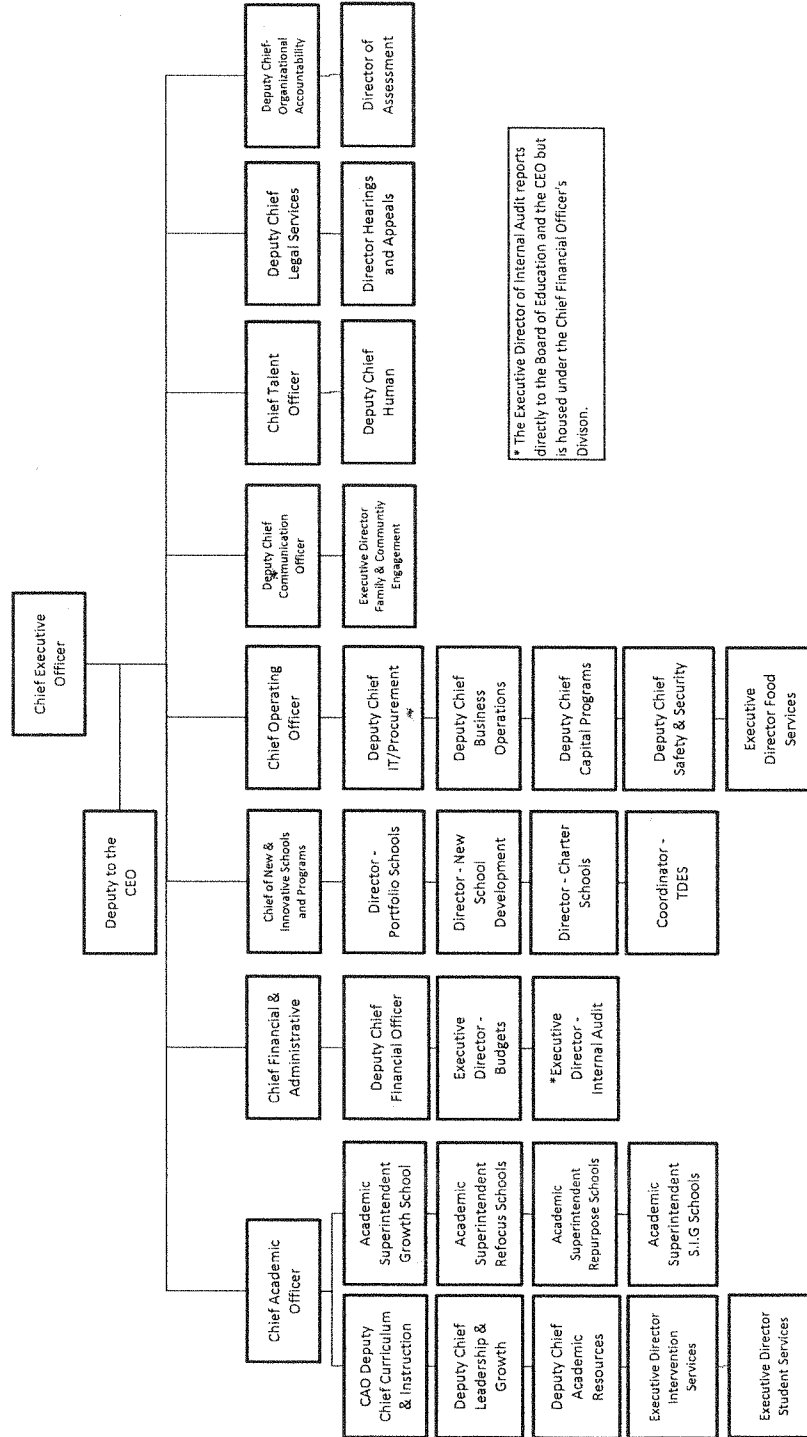 Chief Executive
Officer
Deputy to the
CEO
Chief Academic
Officer
Chief Financial &
Administrative
Chief of New &
Innovative Schools
and Programs
Chief Operating
Officer
Deputy Chief
Communication
Officer
Chief Talent
Officer
Deputy Chief
Legal Services
Deputy Chief-
Organizational
Accountability
CAO Deputy
Chief Curriculum
& Instruction
Deputy Chief
Leadership &
Growth
Deputy Chief
Academic
Resources
Executive Director
Intervention
Services
Executive Director
Student Services
Academic
Superintendent
Growth School
Academic
Superintendent
Refocus Schools
Academic
Superintendent
Repurpose Schools
Academic
Superintendent
S.I.G Schools
Deputy Chief
Financial Officer
Executive
Director -
Budgets
*Executive
Director -
Internal Audit
Director -
Portfolio Schools
Director - New
School
Development
Director - Charter
Schools
Coordinator -
TDES
Deputy Chief
IT/Procurement
Deputy Chief
Business
Operations
Deputy Chief
Capital Programs
Deputy Chief
Safety & Security
Executive
Director Food
Services
Executive Director
Family & Communtiy
Engagement
Deputy Chief
Human
Director Hearings
and Appeals
Director of
Assessment
* The Executive Director of Internal Audit reports
directly to the Board of Education and the CEO but
is housed under the Chief Financial Officer's
Divison.